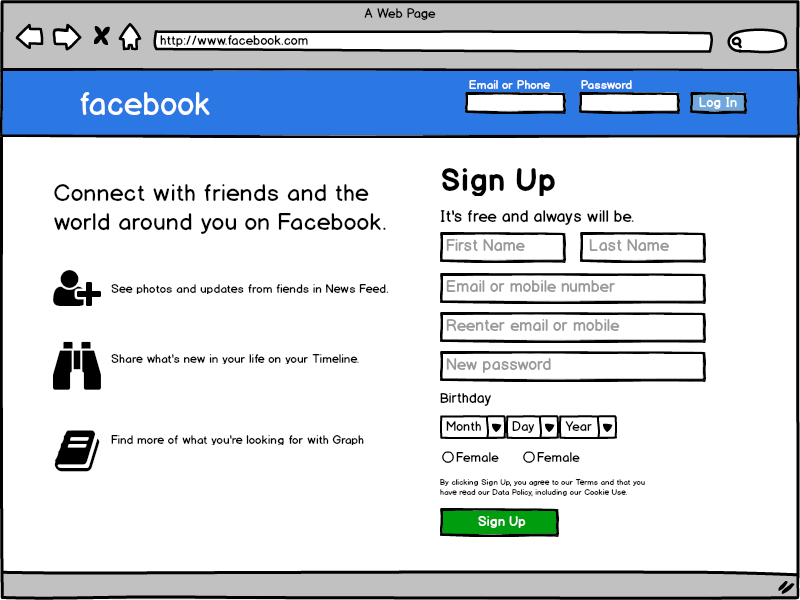 A Web Page
http://www.facebook.com
Email or Phone
Password
facebook
Log In
Connect with friends and the
world around you on Facebook.
See photos and updates from fiends in News Feed.
Share what's new in your life on your Timeline.
Find more of what you're looking for with Graph
Sign Up
It's free and always will be.
First Name
Last Name
Email or mobile number
Reenter email or mobile
New password
Birthday
Month
Day
Year
Female
Female
By clicking Sign Up, you agree to our Terms and that you
have read our Data Policy, including our Cookie Use.
Sign Up